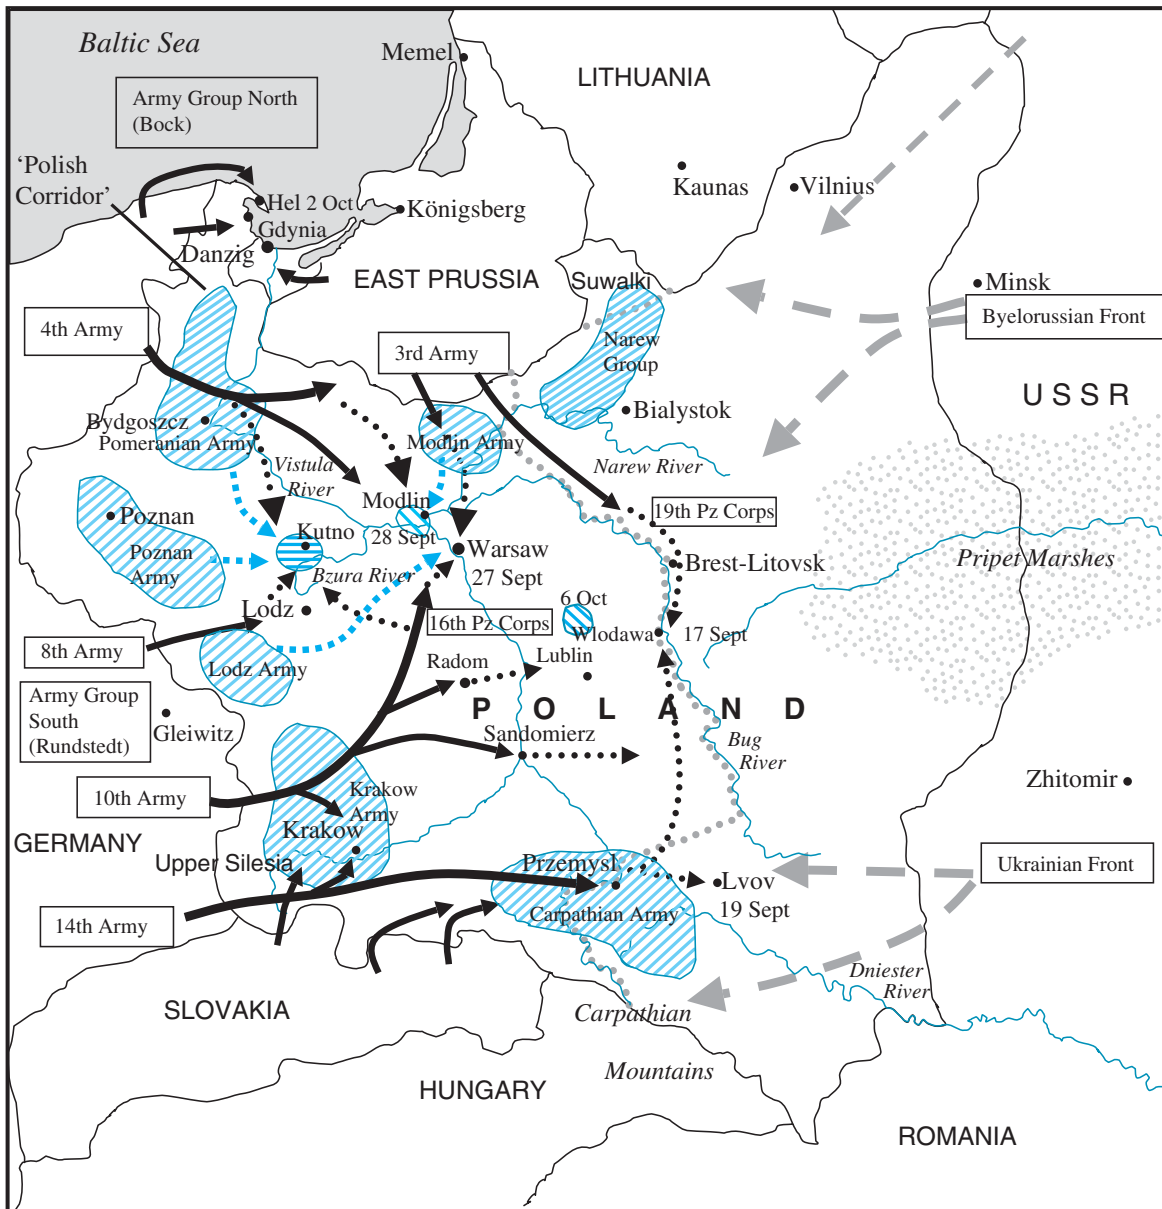 Baltic Sea
Memel
LITHUANIA
Army Group North
(Bock)
‘Polish
Corridor’
Kaunas
Vilnius
Hel 2 Oct
Gdynia
Königsberg
Danzig
EAST PRUSSIA
Suwalki
Minsk
4th Army
Byelorussian Front
3rd Army
Narew
Group
USSR
Bialystok
Bydgoszcz
Pomeranian Army
Modlin Army
Vistula
River
Narew River
Modlin
19th Pz Corps
Poznan
Kutno
28 Sept
Warsaw
27 Sept
Poznan
Army
Bzura River
Brest-Litovsk
Pripet Marshes
6 Oct
Lodz
16th Pz Corps
Wlodawa
17 Sept
8th Army
Lodz Army
Radom
Lublin
Army Group
South
(Rundstedt)
Gleiwitz
POLAND
Sandomierz
Bug
River
10th Army
Krakow
Army
Zhitomir
Krakow
GERMANY
Upper Silesia
Przemysl
Ukrainian Front
Lvov
19 Sept
14th Army
Carpathian Army
Dniester
River
SLOVAKIA
Carpathian
Mountains
HUNGARY
ROMANIA